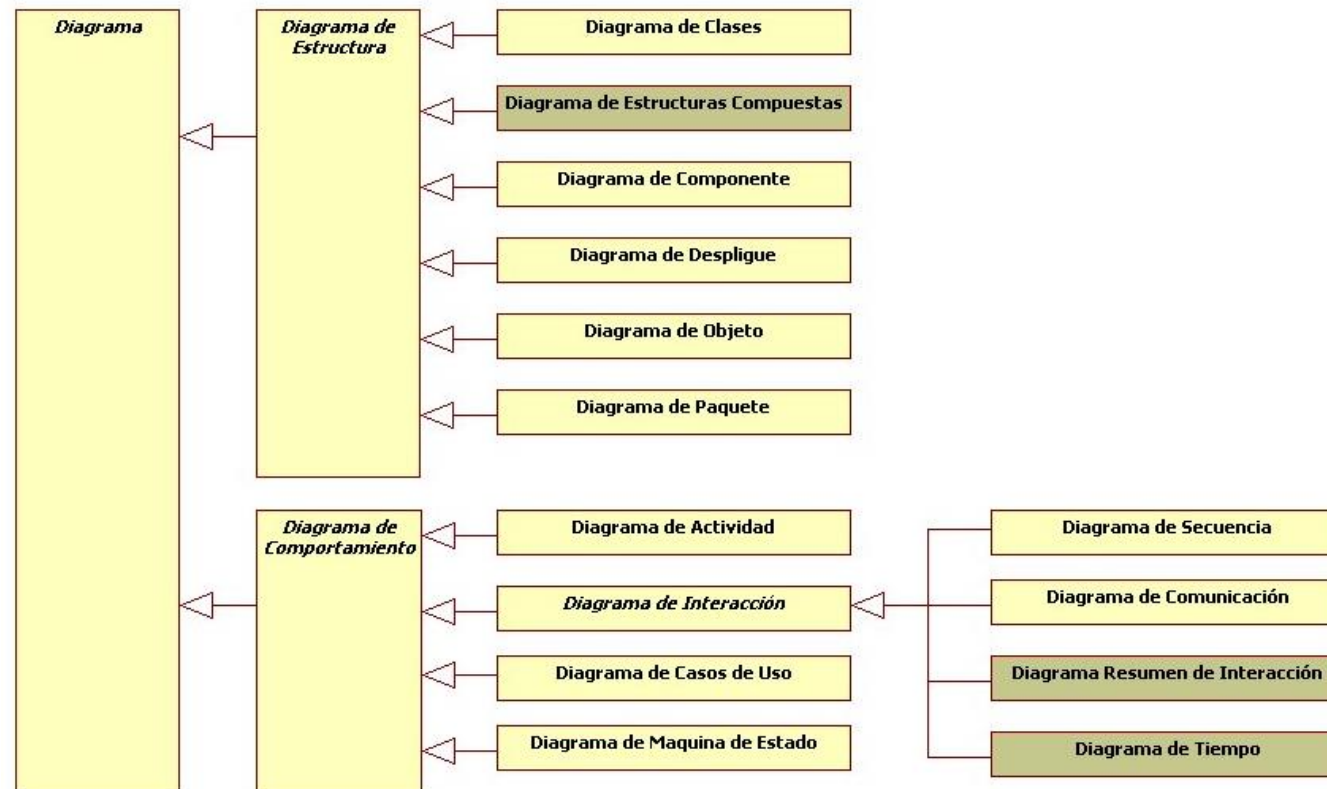 Diagrama
Diagrama de
Estructura
Diagrama de Clases
Diagrama de Estructuras Compuestas
Diagrama de Componente
Diagrama de Despligue
Diagrama de Objeto
Diagrama de Paquete
Diagrama de
Comportamiento
Diagrama de Actividad
Diagrama de Interacción
Diagrama de Casos de Uso
Diagrama de Maquina de Estado
Diagrama de Secuencia
Diagrama de Comunicación
Diagrama Resumen de Interacción
Diagrama de Tiempo